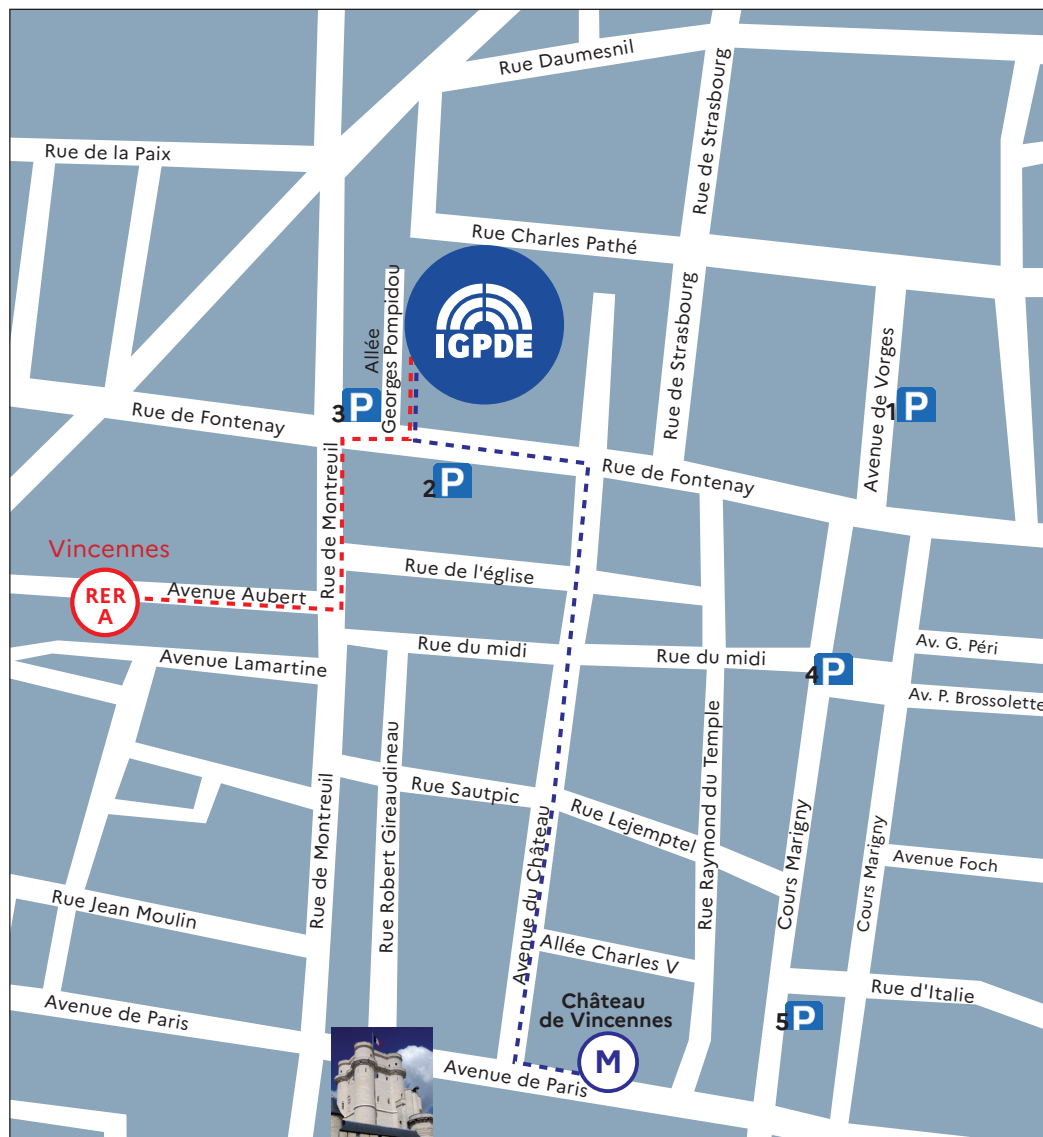 Rue Daumesnil
Rue de Strasbourg
Rue de la Paix
Rue Charles Pathé
IGPDE
Allée
Georges Pompidou
Rue de Strasbourg
Avenue de Vorges
3 P
1 P
Rue de Fontenay
2 P
Rue de Fontenay
Rue de Montreuil
Vincennes
RER
A
Avenue Aubert
Rue de l'église
Avenue Lamartine
Rue du midi
Rue du midi
4 P
Av. G. Péri
Av. P. Brossolette
Rue Robert Gireaudineau
Rue Sautpic
Rue Lejemptel
Rue Raymond du Temple
Rue de Montreuil
Avenue du Château
Cours Marigny
Cours Marigny
Avenue Foch
Rue Jean Moulin
Allée Charles V
Rue d'Italie
Château
de Vincennes
M
5 P
Avenue de Paris
Avenue de Paris